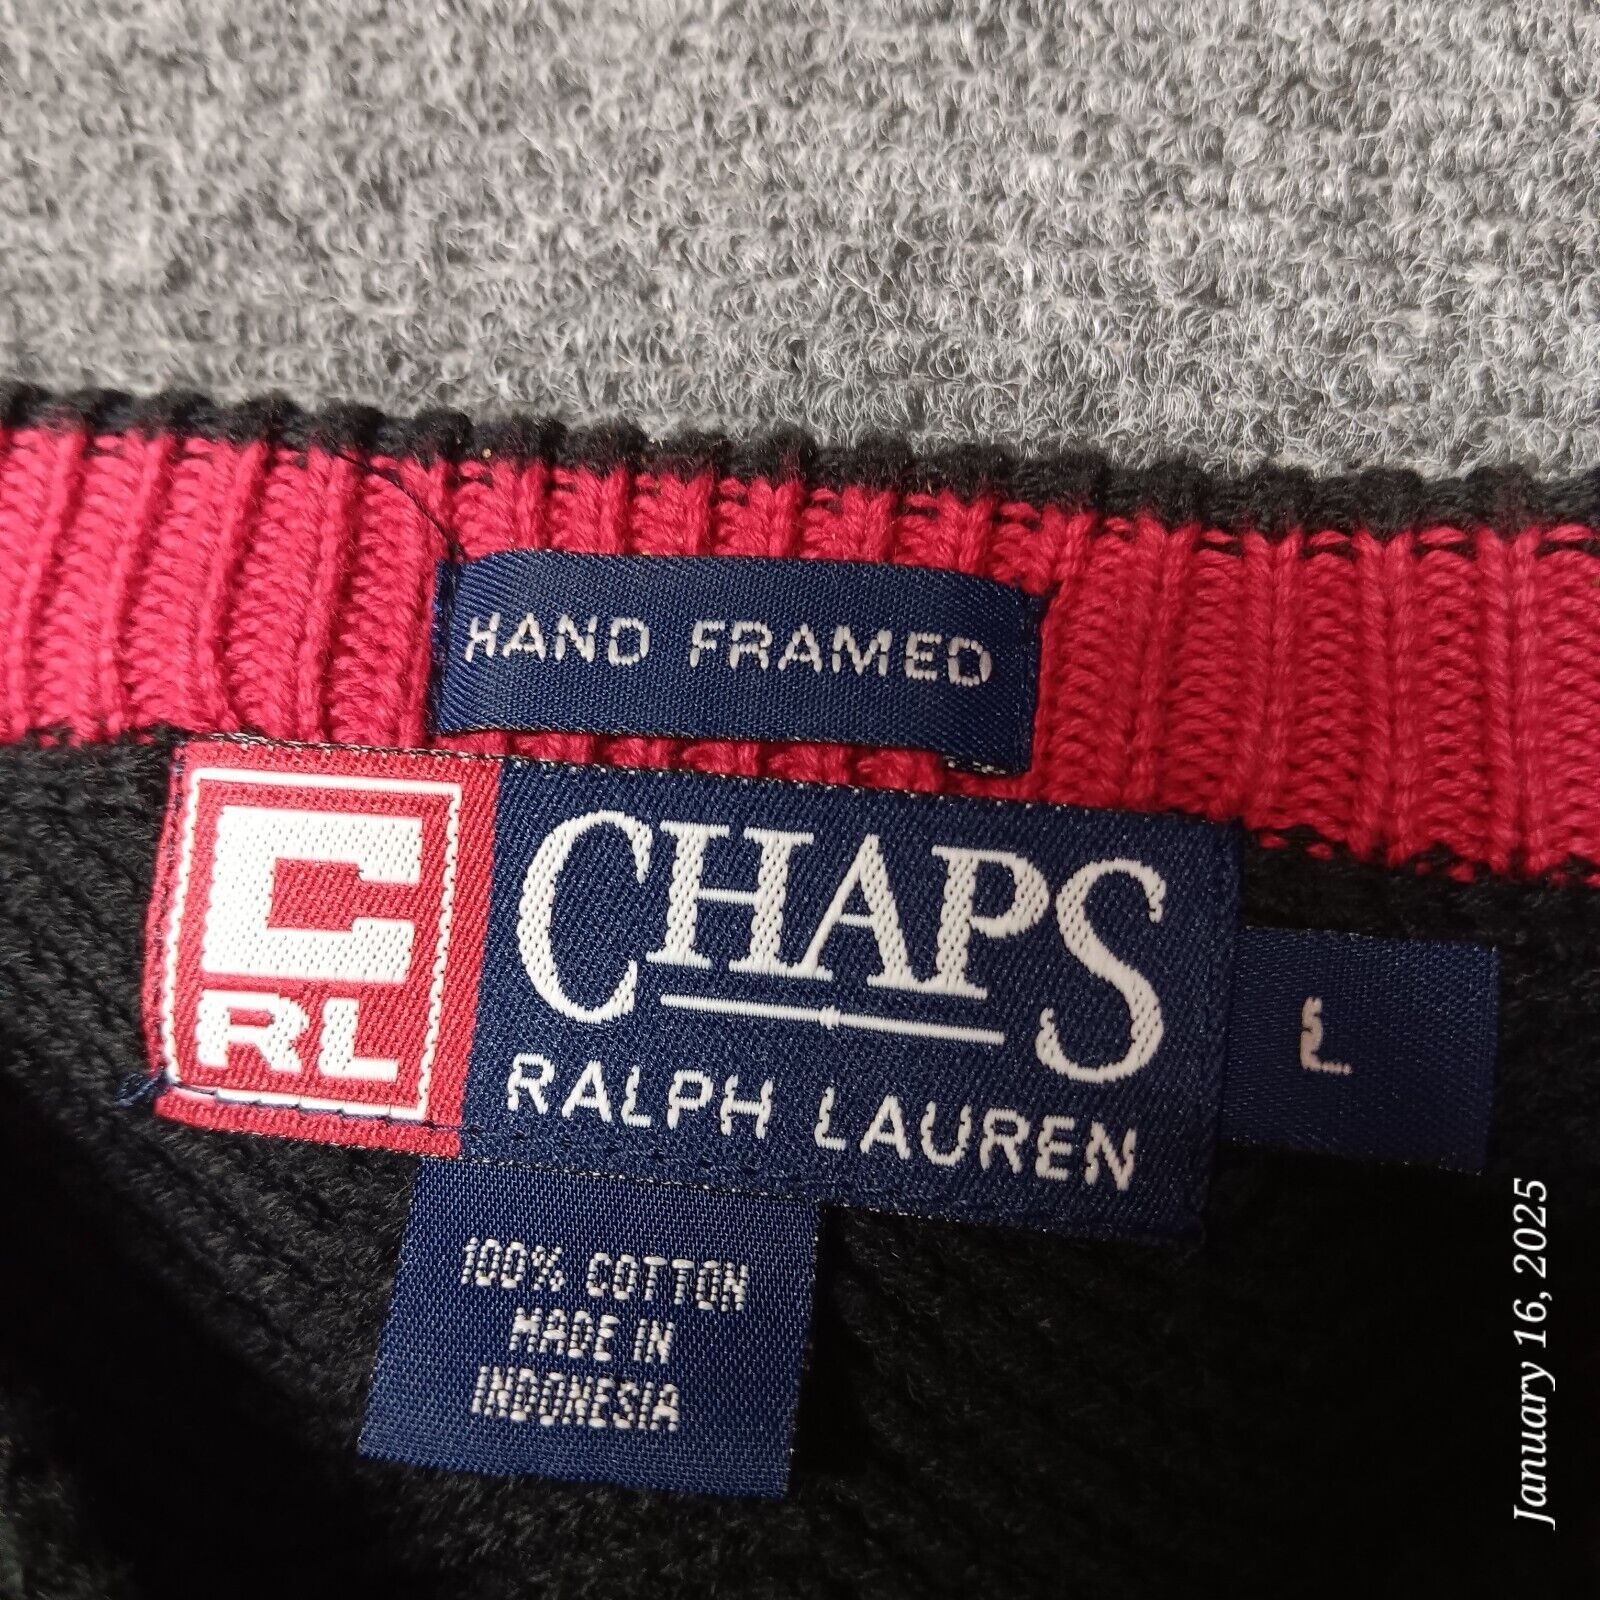 HAND FRAMED
C
RL
CHAPS
RALPH LAUREN
L
100% COTTON
MADE IN
INDONESIA
January 16, 2025